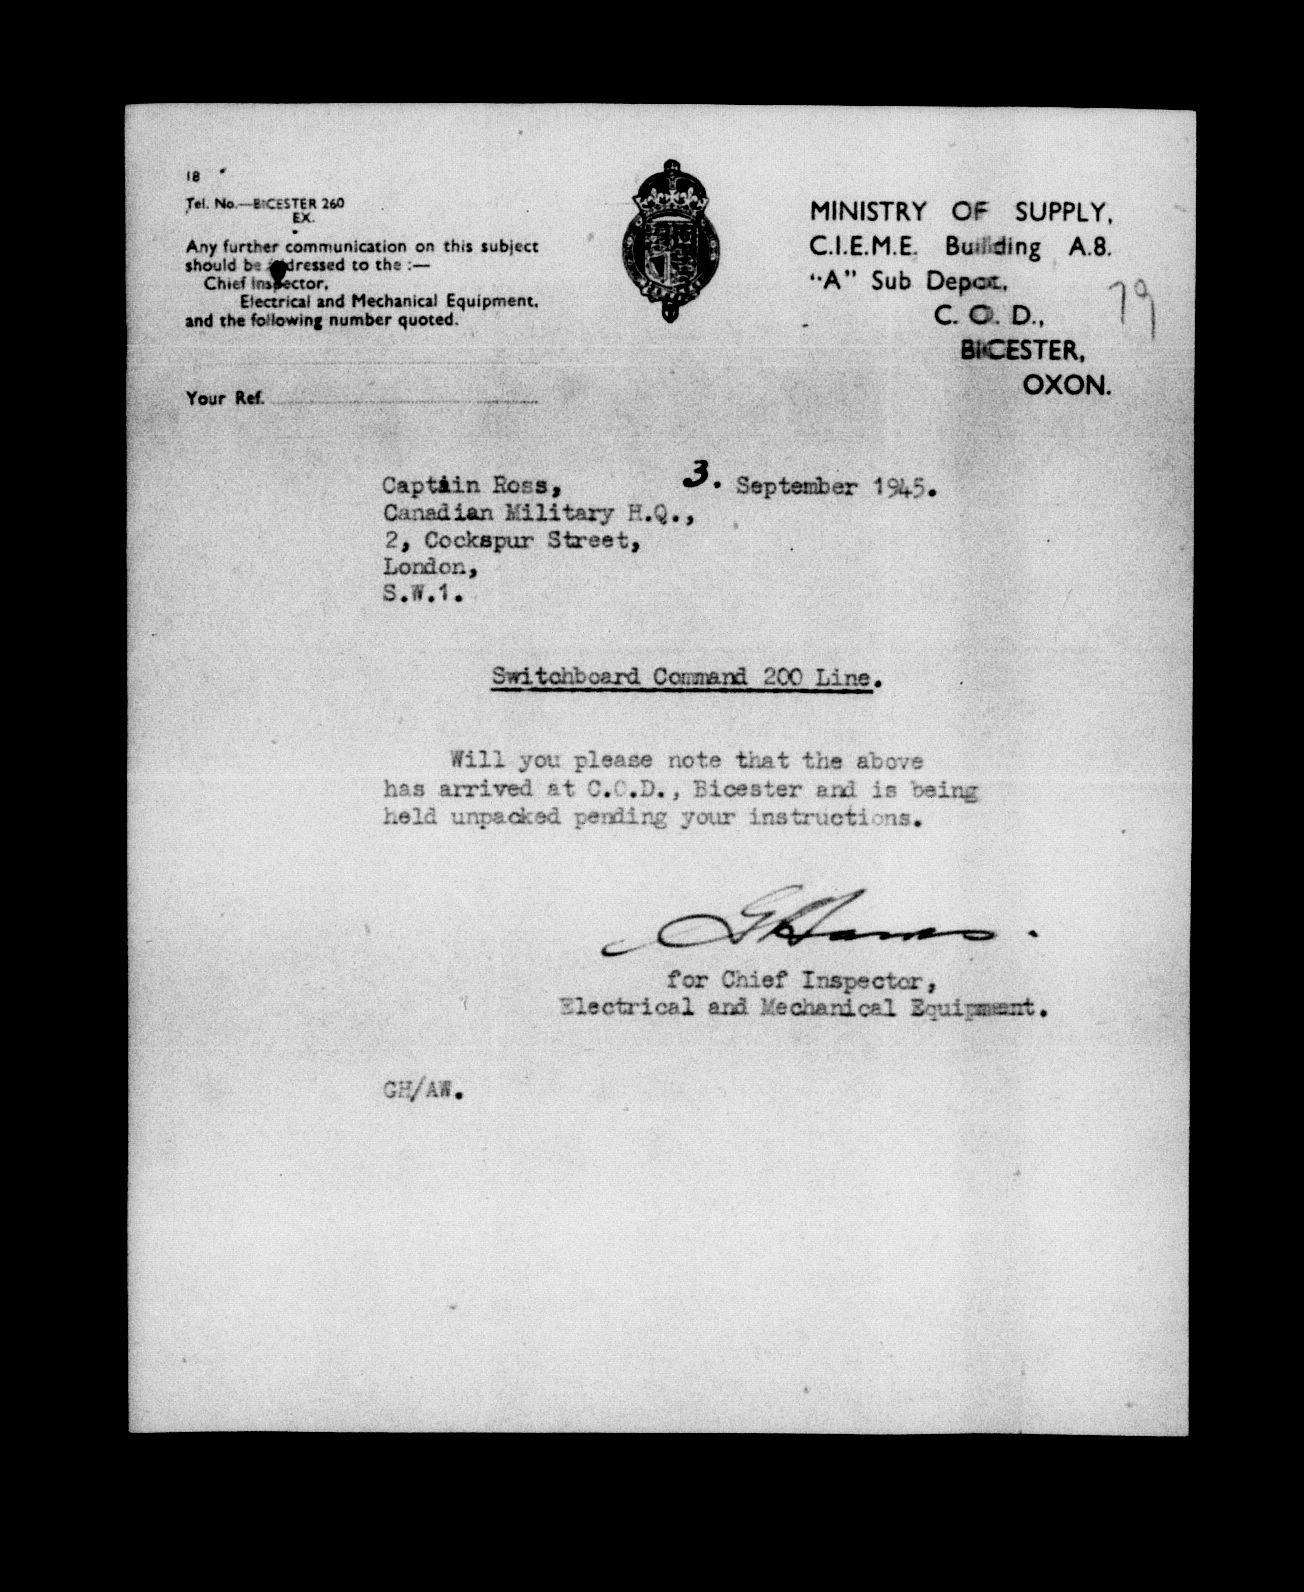 18
Tel. No.—BICESTER 260
EX.
Any further communication on this subject
should be addressed to the :—
Chief Inspector,
Electrical and Mechanical Equipment,
and the following number quoted.
Your Ref.
MINISTRY OF SUPPLY,
C.I.E.M.E. Building A.8.
"A" Sub Depot,
C. O. D.,
BICESTER,
OXON.
79
3. September 1945.
Captain Ross,
Canadian Military H.Q.,
2, Cockspur Street,
London,
S.W.1.
Switchboard Command 200 Line.
Will you please note that the above
has arrived at C.O.D., Bicester and is being
held unpacked pending your instructions.
for Chief Inspector,
Electrical and Mechanical Equipment.
GH/AW.